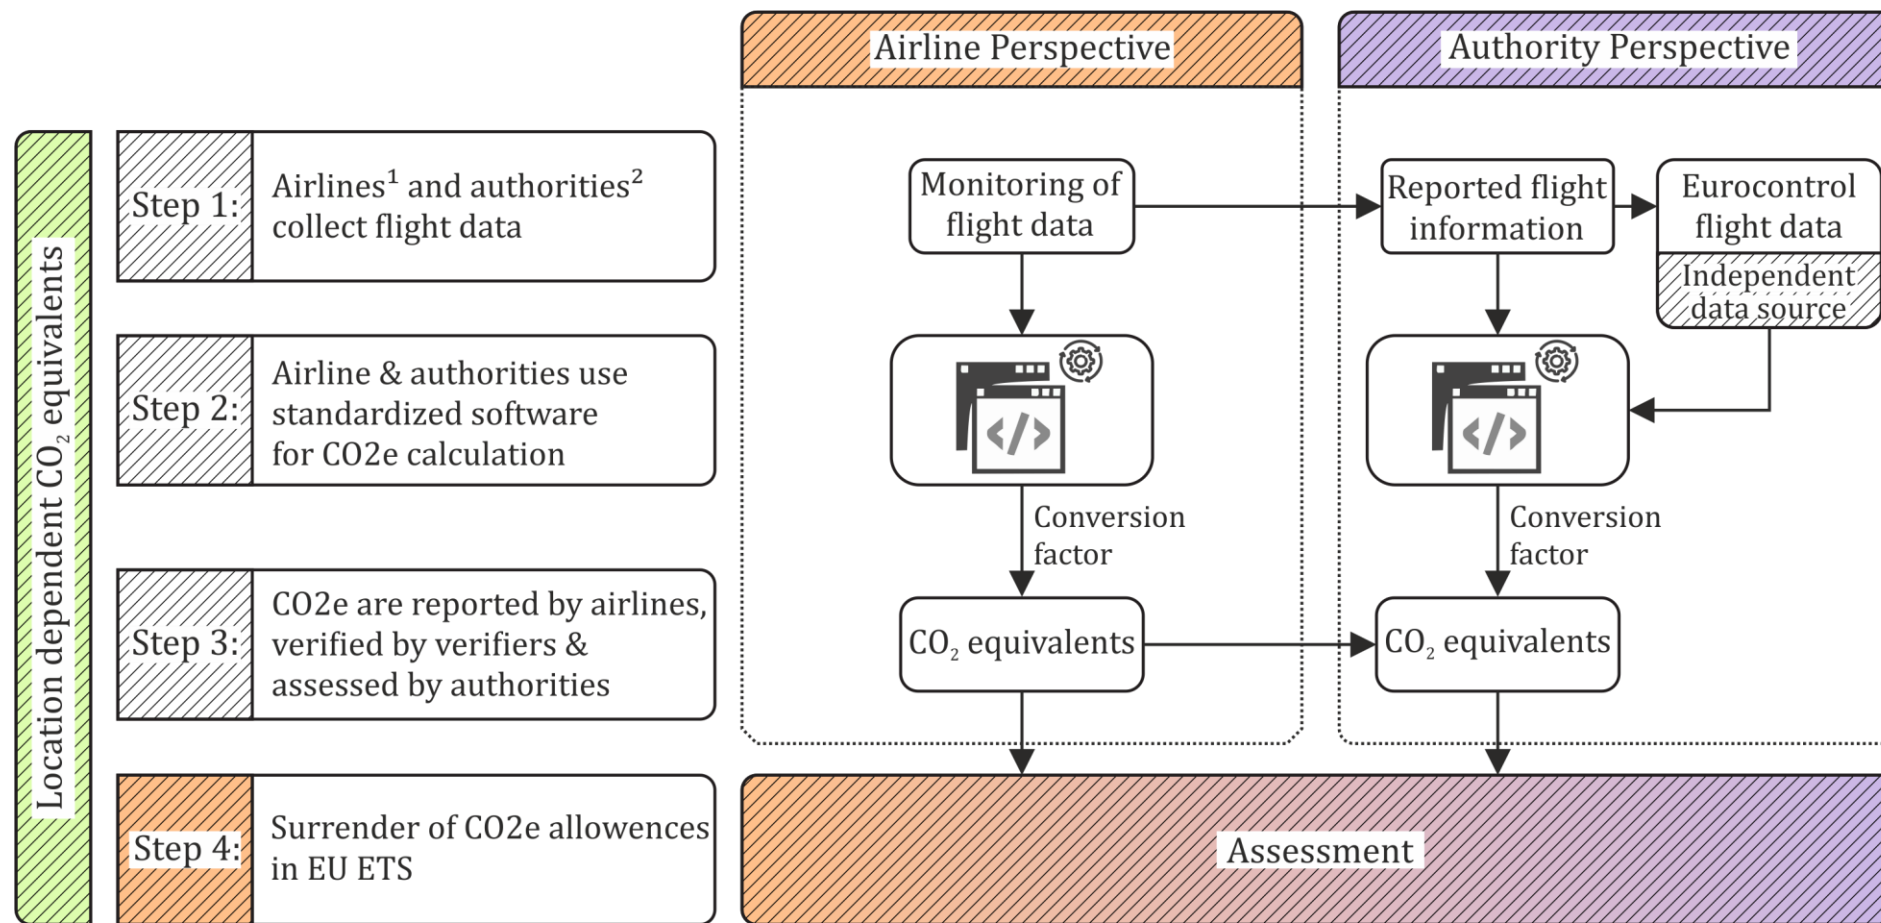 Airline Perspective
Authority Perspective
Location dependent CO₂ equivalents
Step 1:
Airlines¹ and authorities²
collect flight data
Monitoring of
flight data
Reported flight
information
Eurocontrol
flight data
Independent
data source
Step 2:
Airline & authorities use
standardized software
for CO2e calculation
</>
</>
Conversion
factor
Conversion
factor
Step 3:
CO2e are reported by airlines,
verified by verifiers &
assessed by authorities
CO₂ equivalents
CO₂ equivalents
Step 4:
Surrender of CO2e allowences
in EU ETS
Assessment